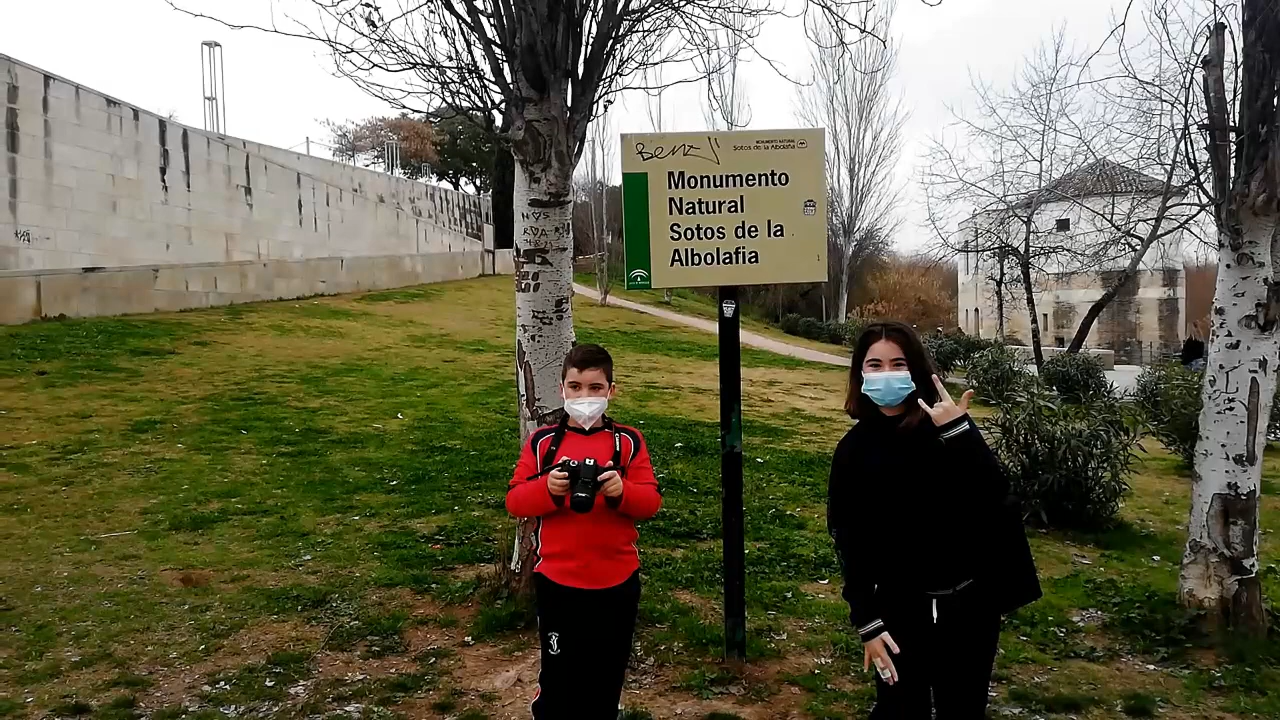 Benz
MONUMENTO NATURAL
Sotos de la Albolafia
Monumento
Natural
Sotos de la
Albolafia